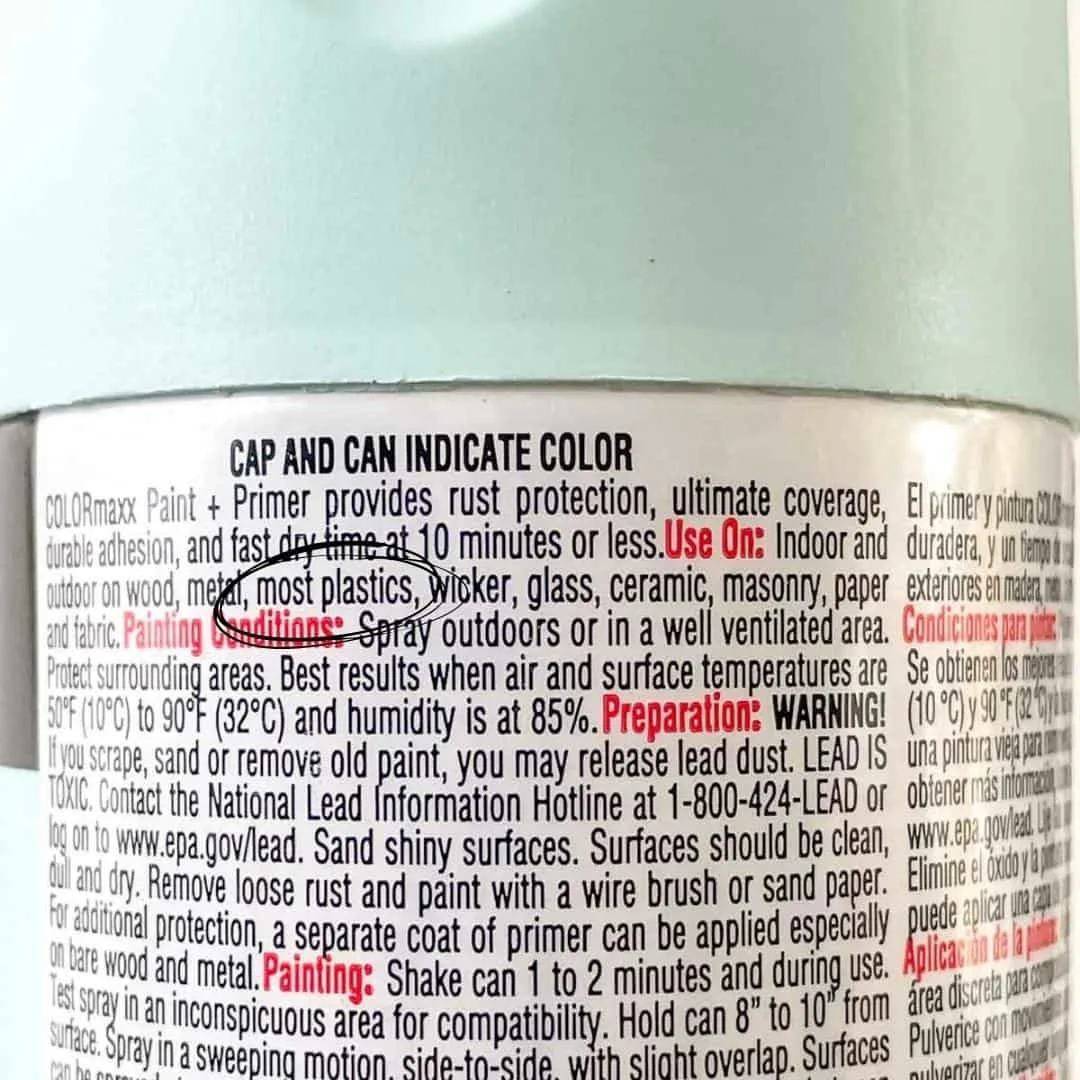 CAP AND CAN INDICATE COLOR
COLORmaxx Paint + Primer provides rust protection, ultimate coverage,
durable adhesion, and fast dry time at 10 minutes or less. Use On: Indoor and
outdoor on wood, metal, most plastics, wicker, glass, ceramic, masonry, paper
and fabric. Painting Conditions: Spray outdoors or in a well ventilated area.
Protect surrounding areas. Best results when air and surface temperatures are
50°F (10°C) to 90°F (32°C) and humidity is at 85%. Preparation: WARNING!
If you scrape, sand or remove old paint, you may release lead dust. LEAD IS
TOXIC. Contact the National Lead Information Hotline at 1-800-424-LEAD or
log on to www.epa.gov/lead. Sand shiny surfaces. Surfaces should be clean,
dull and dry. Remove loose rust and paint with a wire brush or sand paper.
For additional protection, a separate coat of primer can be applied especially
on bare wood and metal. Painting: Shake can 1 to 2 minutes and during use.
Test spray in an inconspicuous area for compatibility. Hold can 8” to 10” from
surface. Spray in a sweeping motion, side-to-side, with slight overlap. Surfaces
can be
El primer y pintura
duradera, y un tiempo de
exteriores en madera,
Condiciones para pintar:
Se obtienen los mejores
(10 °C) y 90 °F (32 °C) y
una pintura vieja para
obtener más información,
www.epa.gov/lead. Lije
Elimine el óxido y la
puede aplicar una capa
Aplicación de la pintura:
área discreta para
Pulverice con
pulverizar en cualquier